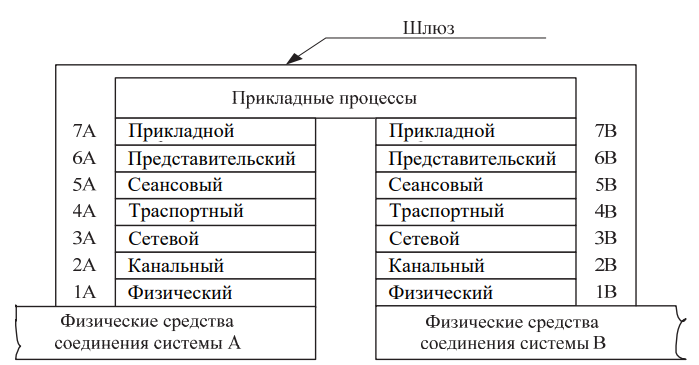 Шлюз
Прикладные процессы
7А Прикладной Прикладной 7В
6А Представительский Представительский 6В
5А Сеансовый Сеансовый 5В
4А Траспортный Траспортный 4В
3А Сетевой Сетевой 3В
2А Канальный Канальный 2В
1А Физический Физический 1В
Физические средства
соединения системы А
Физические средства
соединения системы В